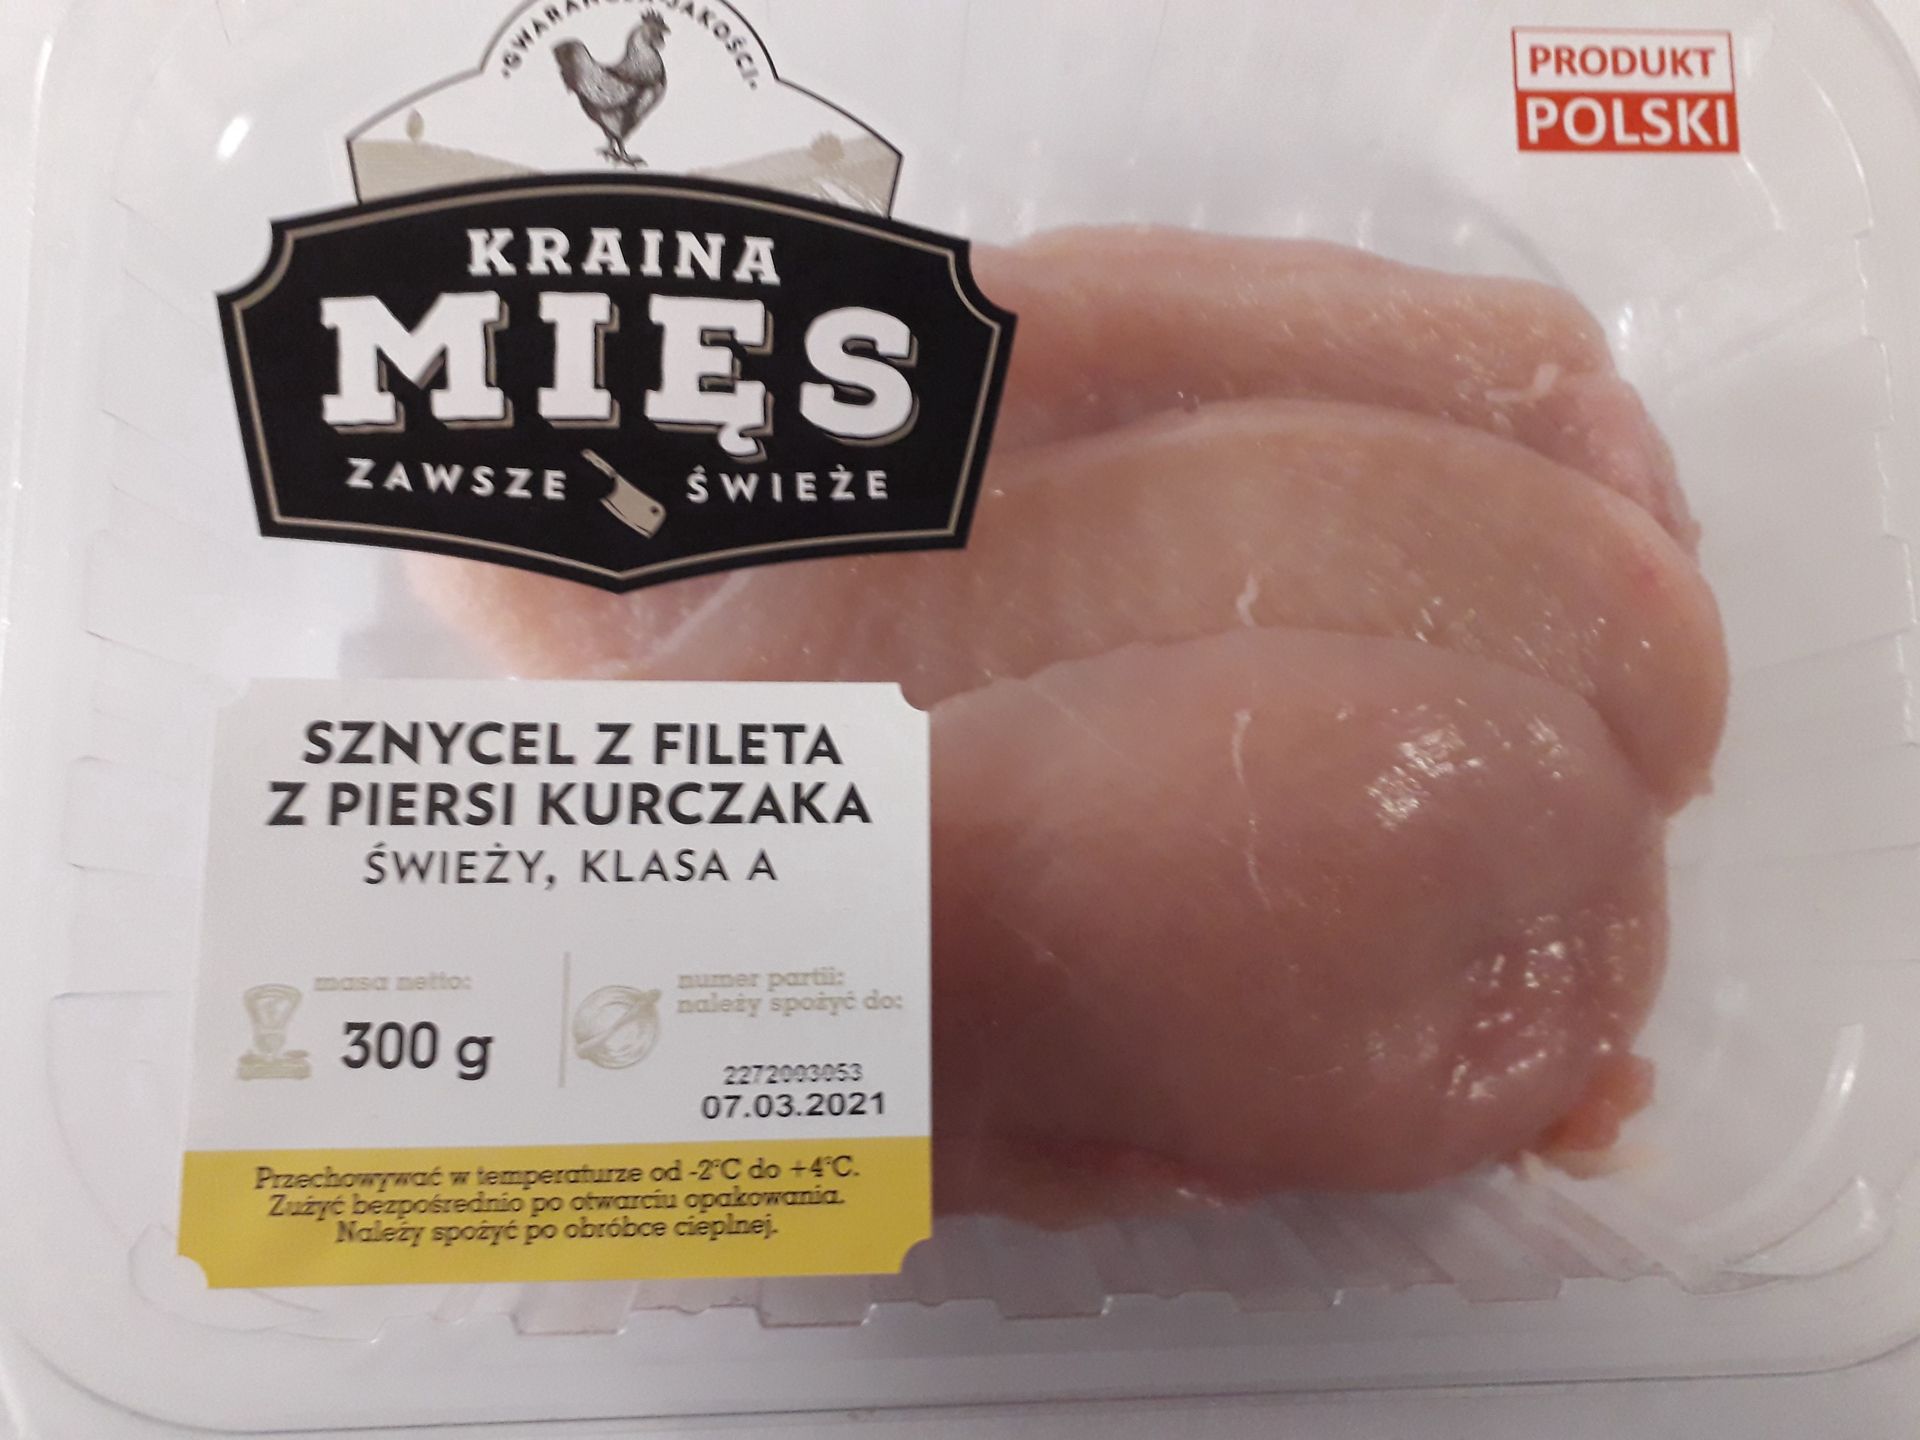 ·GWARANCJA JAKOŚCI·
PRODUKT
POLSKI
KRAINA
MIĘS
ZAWSZE ŚWIEŻE
SZNYCEL Z FILETA
Z PIERSI KURCZAKA
ŚWIEŻY, KLASA A
masa netto:
300 g
numer partii:
należy spożyć do:
2272003053
07.03.2021
Przechowywać w temperaturze od -2°C do +4°C.
Zużyć bezpośrednio po otwarciu opakowania.
Należy spożyć po obróbce cieplnej.